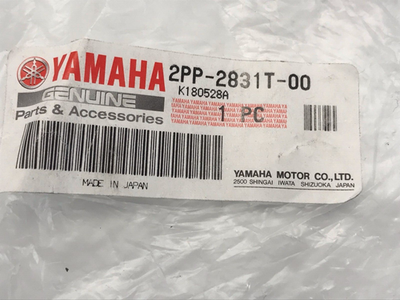 YAMAHA 2PP-2831T-00
GENUINE K180528A
Parts & Accessories 1 PC
MADE IN JAPAN
YAMAHA MOTOR CO.,LTD.
2500 SHINGAI IWATA SHIZUOKA JAPAN